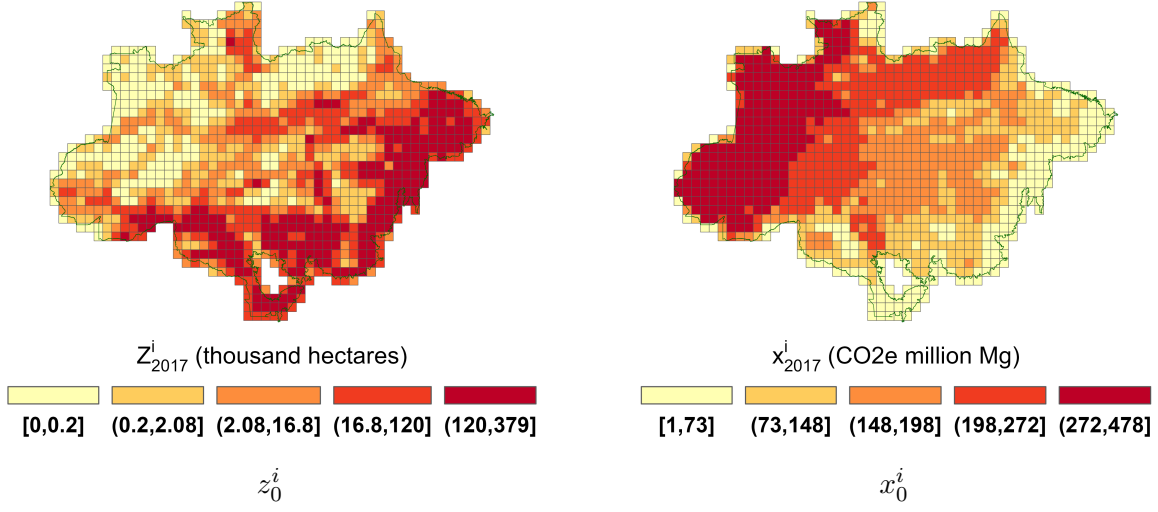 Z^i_2017 (thousand hectares)
[0,0.2] (0.2,2.08] (2.08,16.8] (16.8,120] (120,379]
z^i_0
x^i_2017 (CO2e million Mg)
[1,73] (73,148] (148,198] (198,272] (272,478]
x^i_0